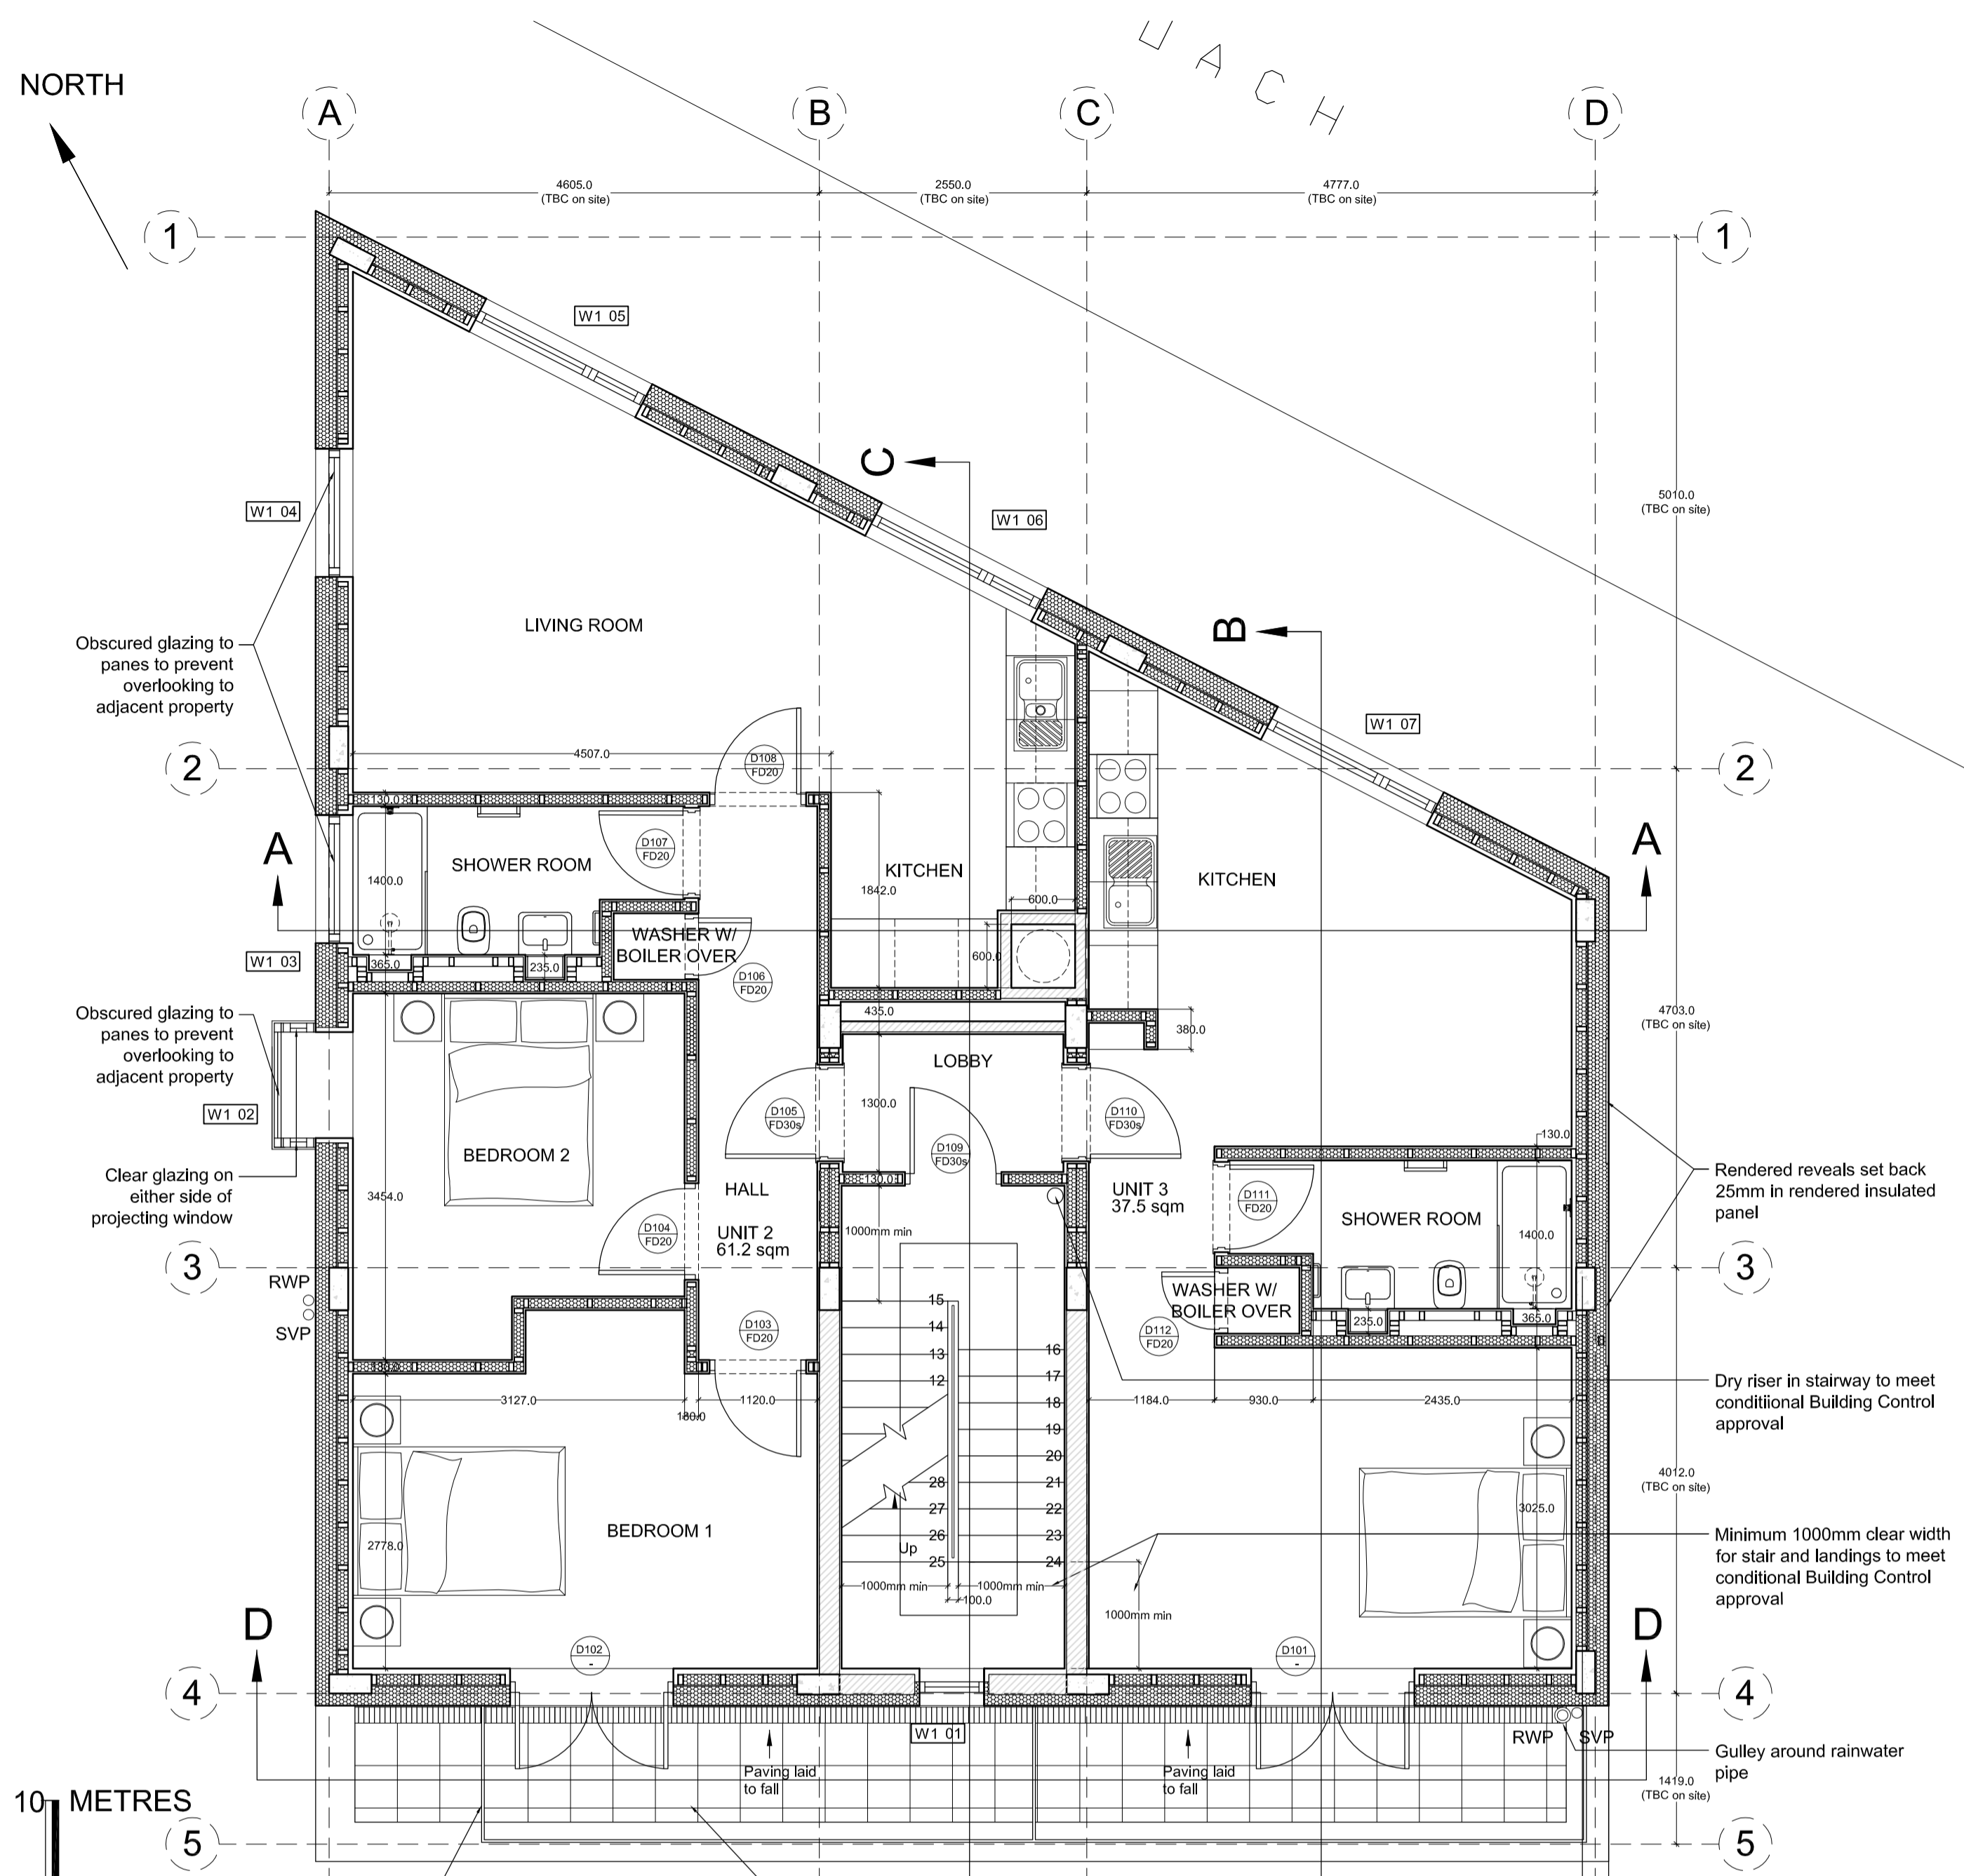 UACH
NORTH
A
B
C
D
4605.0
(TBC on site)
2550.0
(TBC on site)
4777.0
(TBC on site)
1
1
W1 05
C
W1 04
W1 06
5010.0
(TBC on site)
LIVING ROOM
B
Obscured glazing to
panes to prevent
overlooking to
adjacent property
W1 07
4507.0
D108
FD20
2
2
130.0
A
SHOWER ROOM
D107
FD20
KITCHEN
KITCHEN
A
1400.0
1842.0
600.0
WASHER W/
BOILER OVER
W1 03
365.0
235.0
D106
FD20
600.0
Obscured glazing to
panes to prevent
overlooking to
adjacent property
435.0
380.0
4703.0
(TBC on site)
LOBBY
W1 02
D105
FD30s
1300.0
D110
FD30s
D109
FD30s
130.0
BEDROOM 2
Clear glazing on
either side of
projecting window
3454.0
HALL
130.0
UNIT 3
37.5 sqm
D111
FD20
SHOWER ROOM
Rendered reveals set back
25mm in rendered insulated
panel
D104
FD20
UNIT 2
61.2 sqm
1000mm min
1400.0
3
3
RWP
SVP
WASHER W/
BOILER OVER
15
14
13
12
16
17
18
19
20
21
22
23
24
28
27
26
25
Up
D103
FD20
D112
FD20
235.0
365.0
130.0
3127.0
180.0
1120.0
1184.0
930.0
2435.0
Dry riser in stairway to meet
conditiional Building Control
approval
4012.0
(TBC on site)
BEDROOM 1
2778.0
3025.0
Minimum 1000mm clear width
for stair and landings to meet
conditional Building Control
approval
1000mm min
1000mm min
100.0
1000mm min
D
D
D102
-
D101
-
4
4
W1 01
RWP
SVP
Paving laid
to fall
Paving laid
to fall
Gulley around rainwater
pipe
1419.0
(TBC on site)
10 METRES
5
5